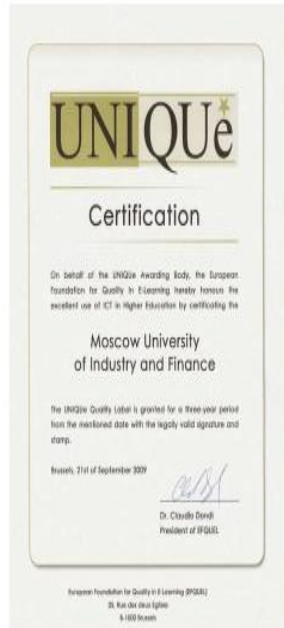 UNIQUe
Certification
On behalf of the UNIQUe Awarding Body, the European
Foundation for Quality in E-Learning hereby honours the
excellent use of ICT in Higher Education by certificating the
Moscow University
of Industry and Finance
The UNIQUe Quality Label is granted for a three-year period
from the mentioned date with the legally valid signature and
stamp.
Brussels, 21st of September 2009
Dr. Claudio Dondi
President of EFQUEL
European Foundation for Quality in E-Learning (EFQUEL)
35, Rue des deux Eglises
B-1000 Brussels